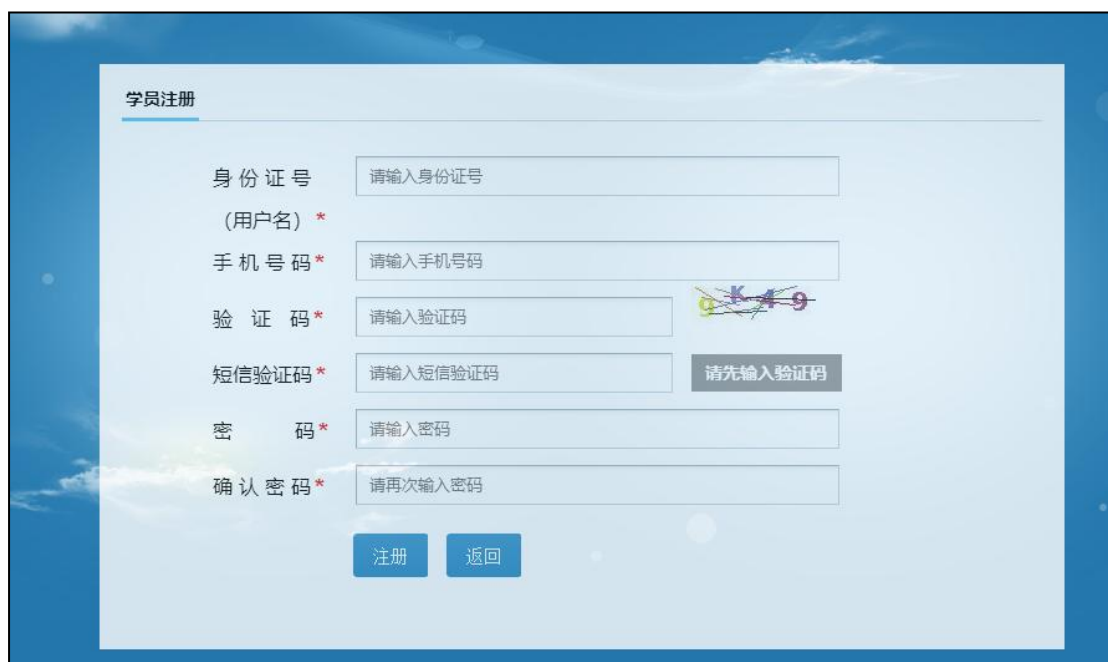 学员注册
身份证号 请输入身份证号
（用户名）*
手机号码* 请输入手机号码
验证码* 请输入验证码 9K49
短信验证码* 请输入短信验证码 请先输入验证码
密码* 请输入密码
确认密码* 请再次输入密码
注册 返回